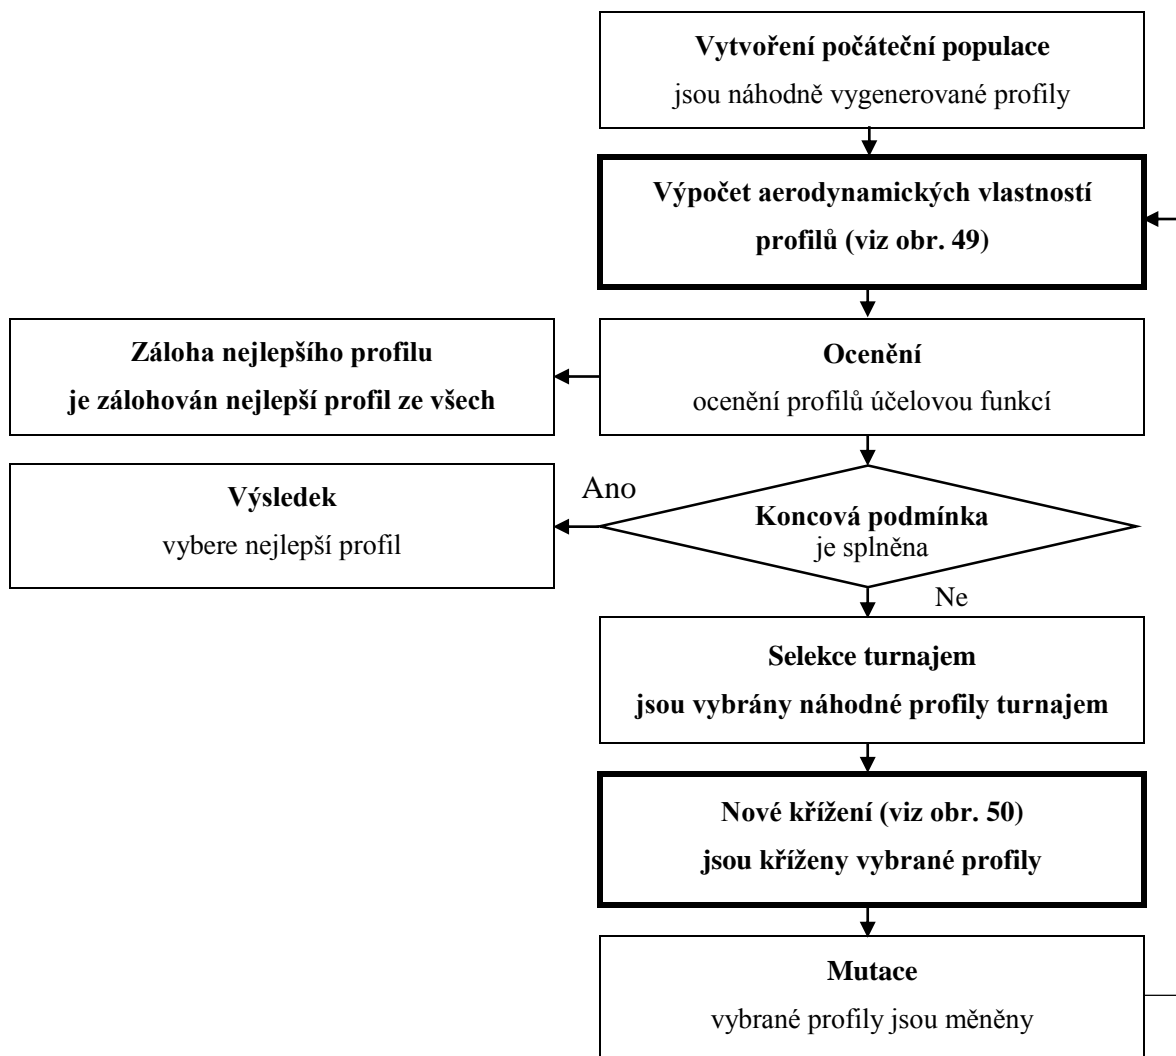 Vytvoření počáteční populace
jsou náhodně vygenerované profily
Výpočet aerodynamických vlastností
profilů (viz obr. 49)
Záloha nejlepšího profilu
je zálohován nejlepší profil ze všech
Ocenění
ocenění profilů účelovou funkcí
Výsledek
vybere nejlepší profil
Ano
Koncová podmínka
je splněna
Ne
Selekce turnajem
jsou vybrány náhodné profily turnajem
Nové křížení (viz obr. 50)
jsou kříženy vybrané profily
Mutace
vybrané profily jsou měněny